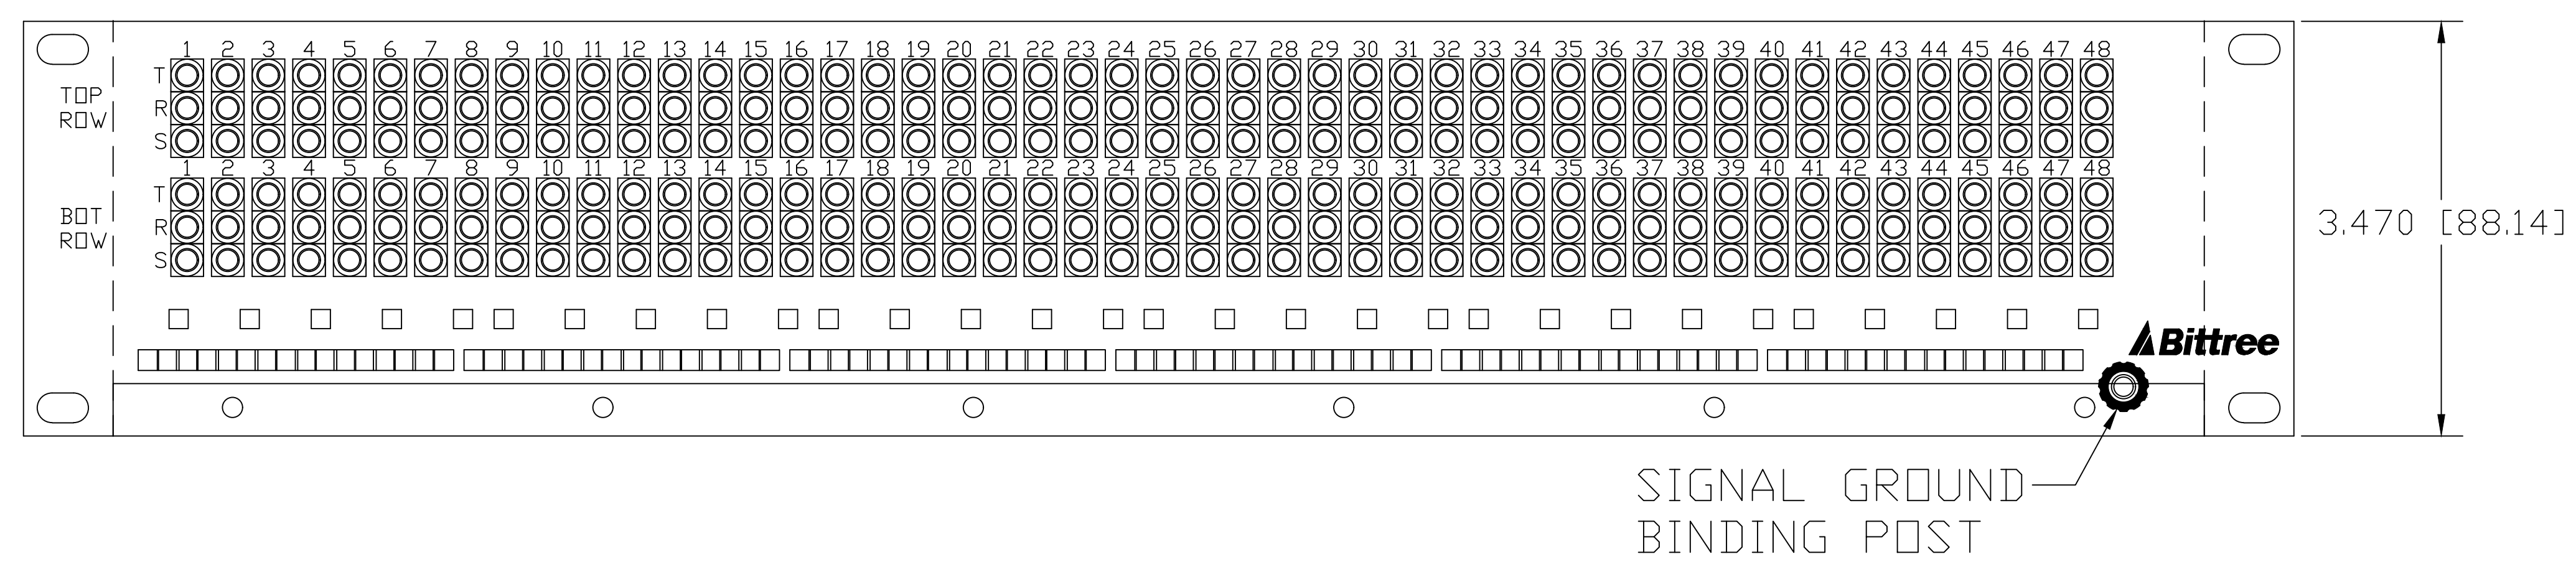 1 2 3 4 5 6 7 8 9 10 11 12 13 14 15 16 17 18 19 20 21 22 23 24 25 26 27 28 29 30 31 32 33 34 35 36 37 38 39 40 41 42 43 44 45 46 47 48
T
TOP
R
ROW
S
1 2 3 4 5 6 7 8 9 10 11 12 13 14 15 16 17 18 19 20 21 22 23 24 25 26 27 28 29 30 31 32 33 34 35 36 37 38 39 40 41 42 43 44 45 46 47 48
T
BOT
R
ROW
S
3.470 [88.14]
Bittree
SIGNAL GROUND
BINDING POST